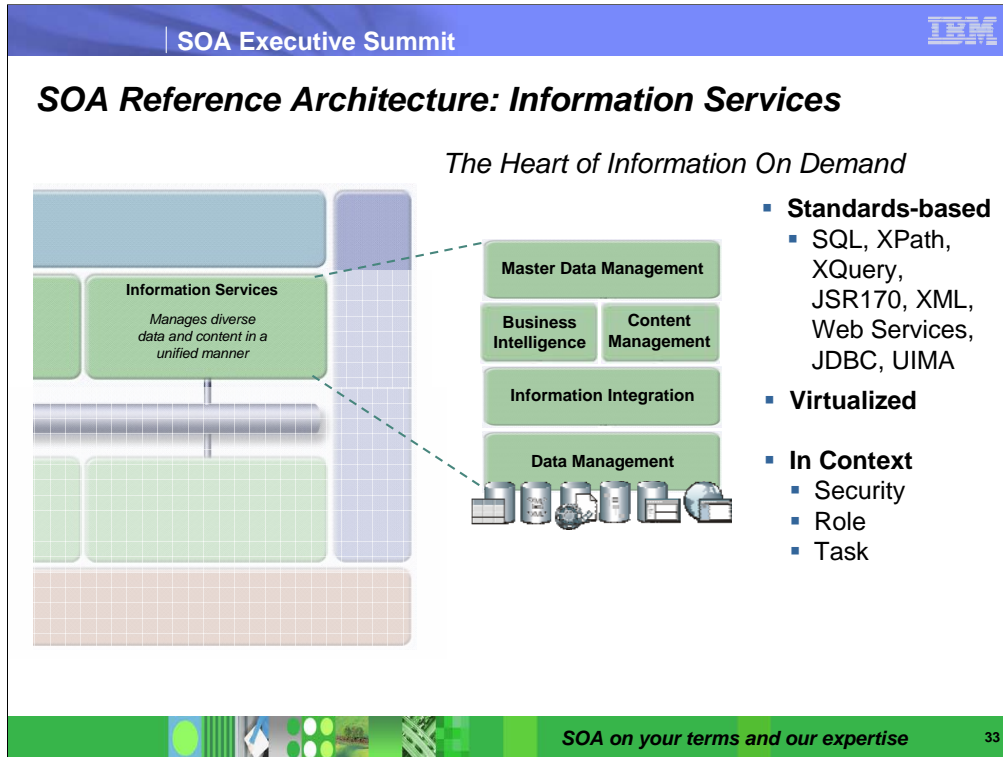 SOA Executive Summit
IBM
SOA Reference Architecture: Information Services
The Heart of Information On Demand
Information Services
Manages diverse
data and content in a
unified manner
Master Data Management
Business
Intelligence
Content
Management
Information Integration
Data Management
Standards-based
SQL, XPath,
XQuery,
JSR170, XML,
Web Services,
JDBC, UIMA
Virtualized
In Context
Security
Role
Task
SOA on your terms and our expertise
33